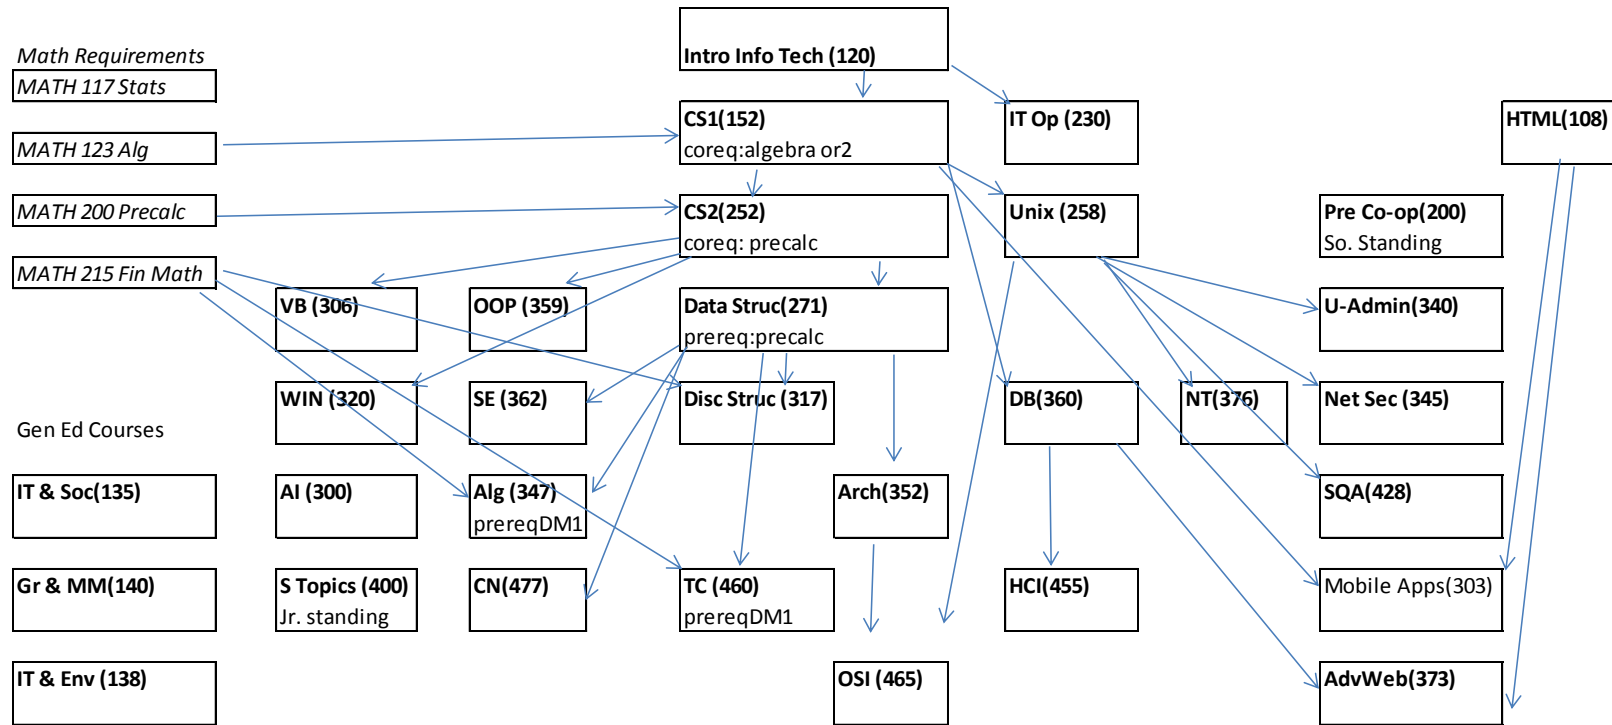 Intro Info Tech (120)
Math Requirements
MATH 117 Stats
CS1(152)
coreq:algebra or2
IT Op (230)
HTML(108)
MATH 123 Alg
MATH 200 Precalc
CS2(252)
coreq: precalc
Unix (258)
Pre Co-op(200)
So. Standing
MATH 215 Fin Math
VB (306)
OOP (359)
Data Struc(271)
prereq:precalc
U-Admin(340)
WIN (320)
SE (362)
Disc Struc (317)
DB(360)
NT(376)
Net Sec (345)
Gen Ed Courses
IT & Soc(135)
AI (300)
Alg (347)
prereqDM1
Arch(352)
SQA(428)
Gr & MM(140)
S Topics (400)
Jr. standing
CN(477)
TC (460)
prereqDM1
HCI(455)
Mobile Apps(303)
IT & Env (138)
OSI (465)
AdvWeb(373)